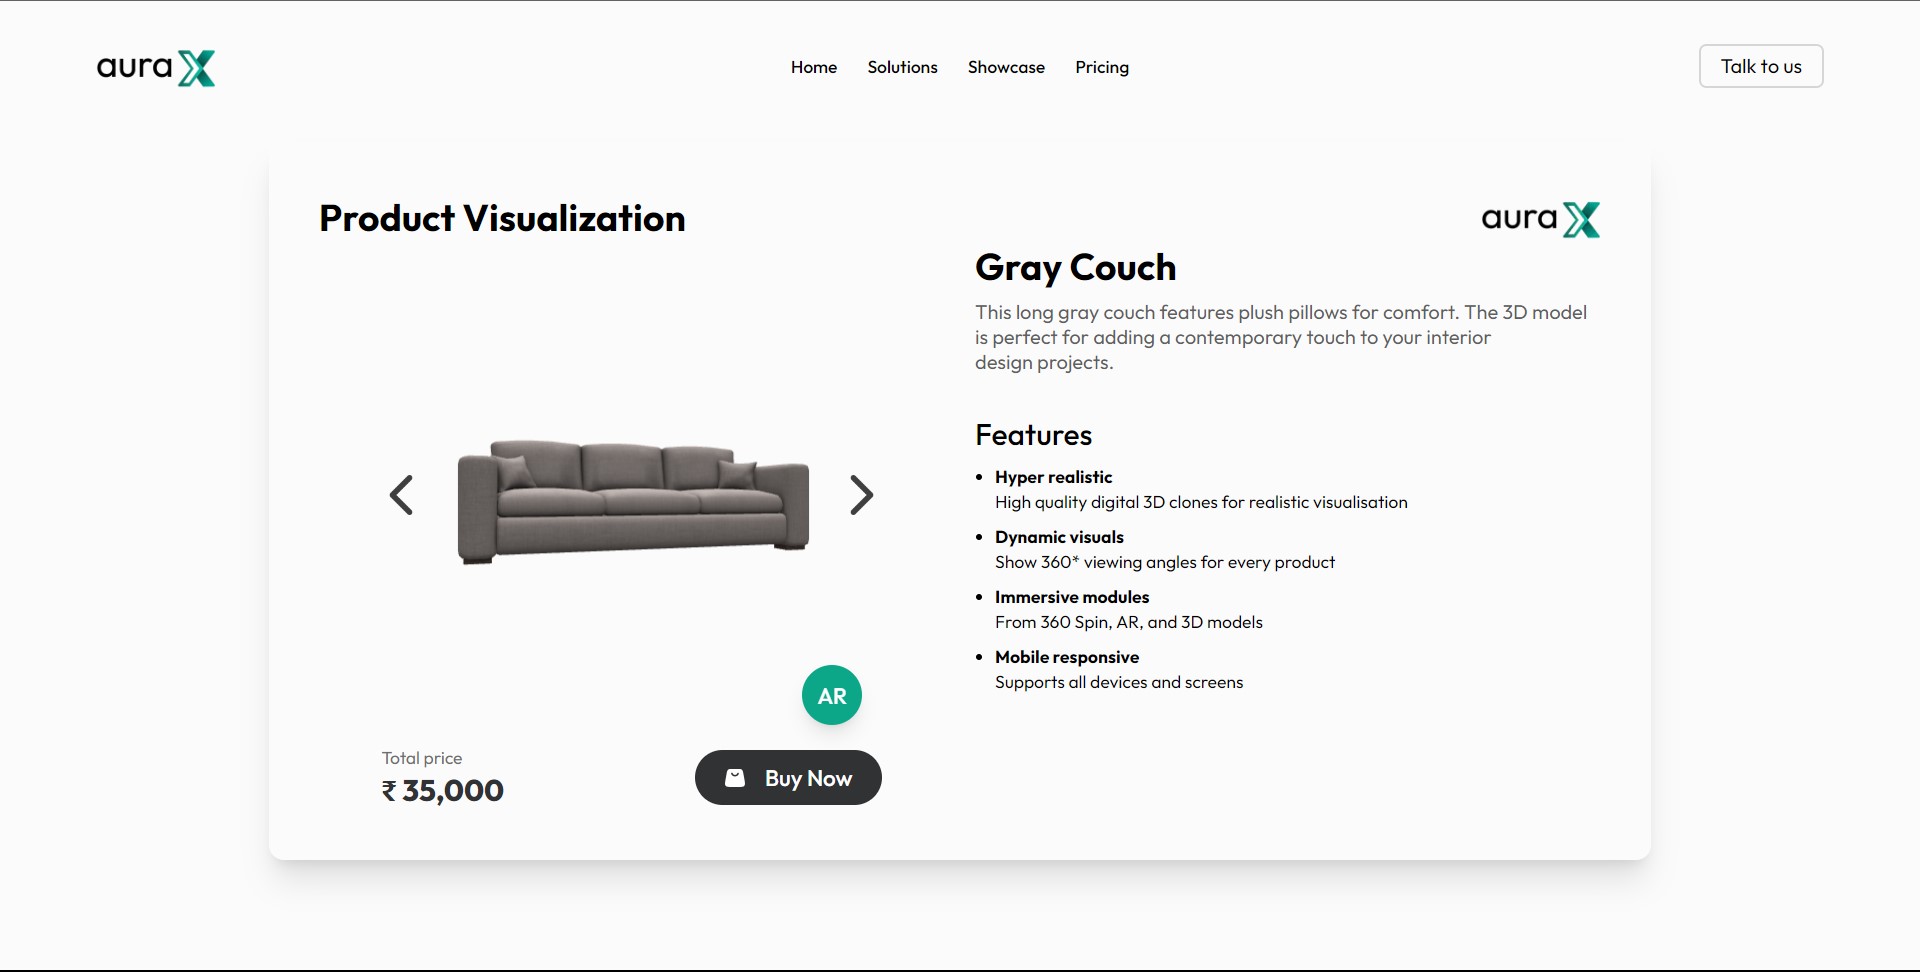 aura X
Home Solutions Showcase Pricing
Talk to us
Product Visualization
aura X
Gray Couch
This long gray couch features plush pillows for comfort. The 3D model
is perfect for adding a contemporary touch to your interior
design projects.
Features
• Hyper realistic
High quality digital 3D clones for realistic visualisation
• Dynamic visuals
Show 360* viewing angles for every product
• Immersive modules
From 360 Spin, AR, and 3D models
• Mobile responsive
Supports all devices and screens
AR
Total price
₹ 35,000
Buy Now